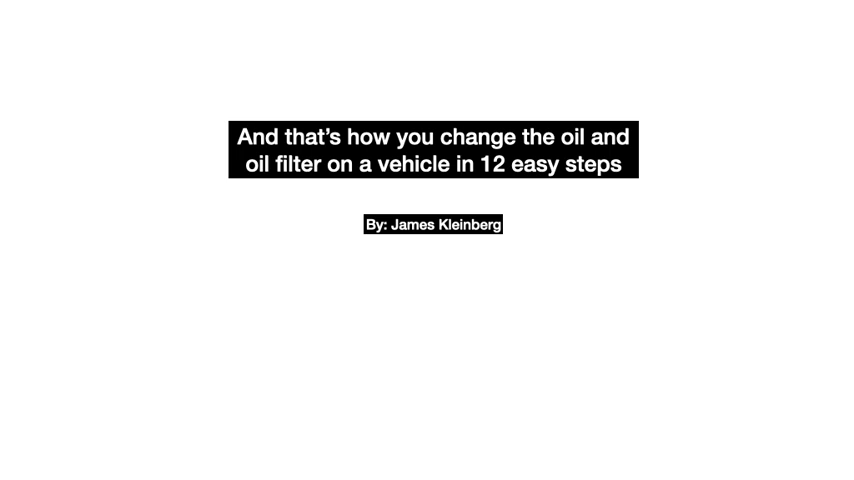 And that’s how you change the oil and
oil filter on a vehicle in 12 easy steps
By: James Kleinberg